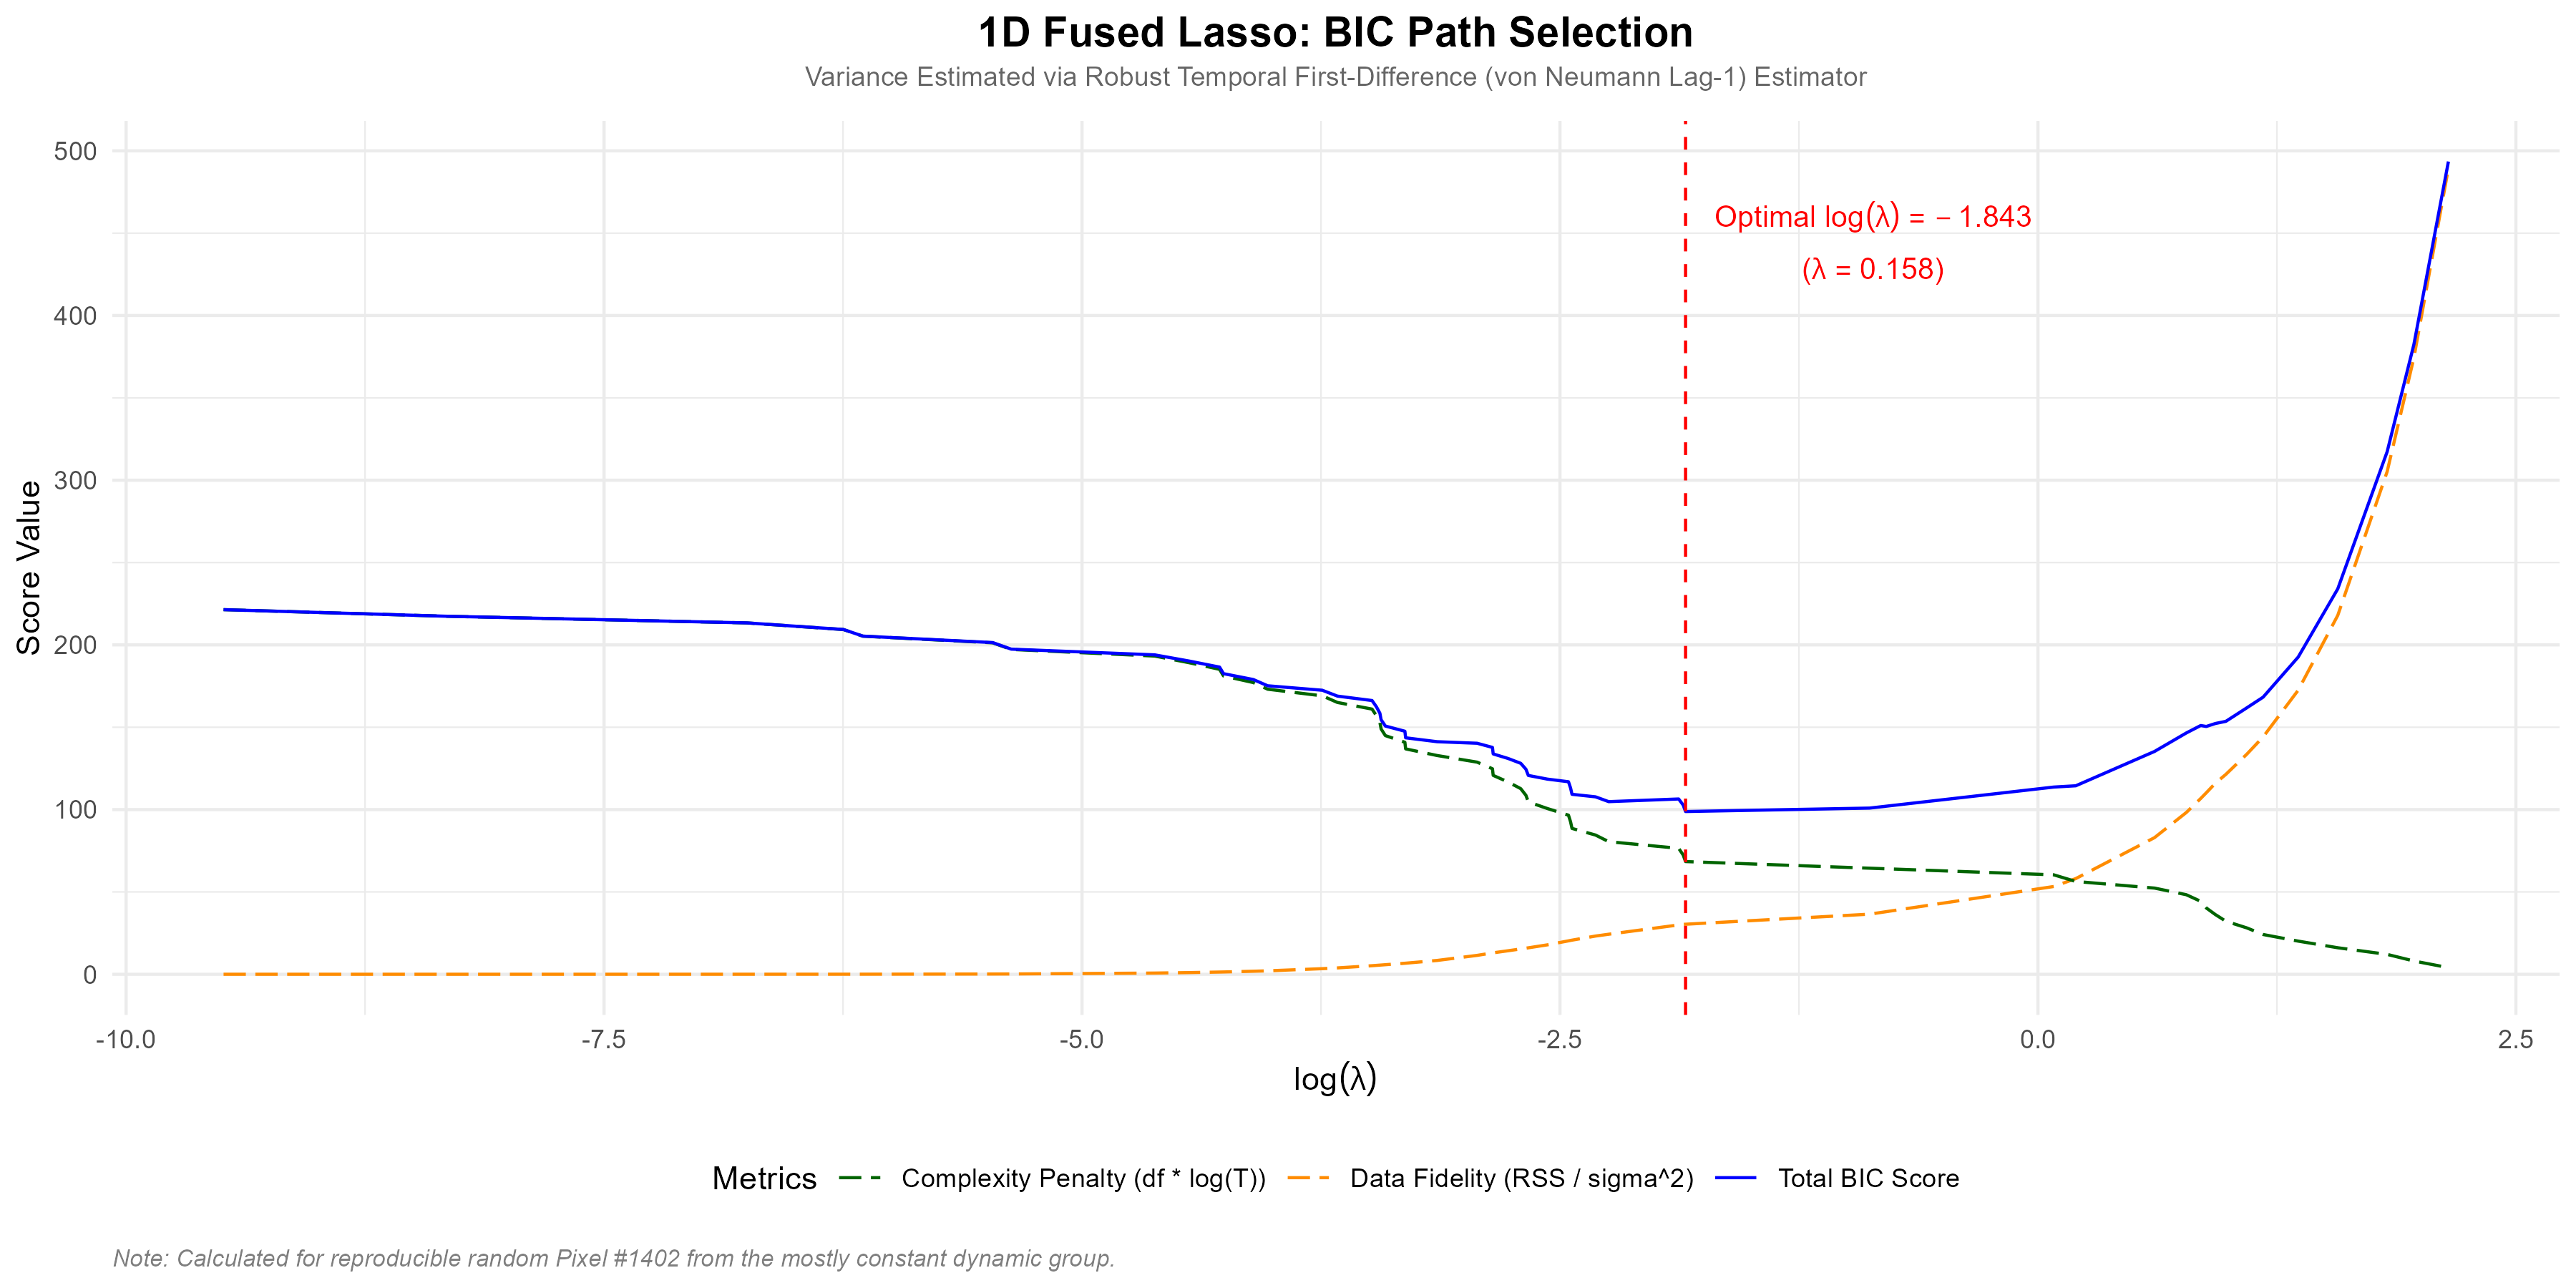 1D Fused Lasso: BIC Path Selection
Variance Estimated via Robust Temporal First-Difference (von Neumann Lag-1) Estimator
500
400
300
200
100
0
Score Value
Optimal log(λ) = − 1.843
(λ = 0.158)
-10.0 -7.5 -5.0 -2.5 0.0 2.5
log(λ)
Metrics Complexity Penalty (df * log(T)) Data Fidelity (RSS / sigma^2) Total BIC Score
Note: Calculated for reproducible random Pixel #1402 from the mostly constant dynamic group.